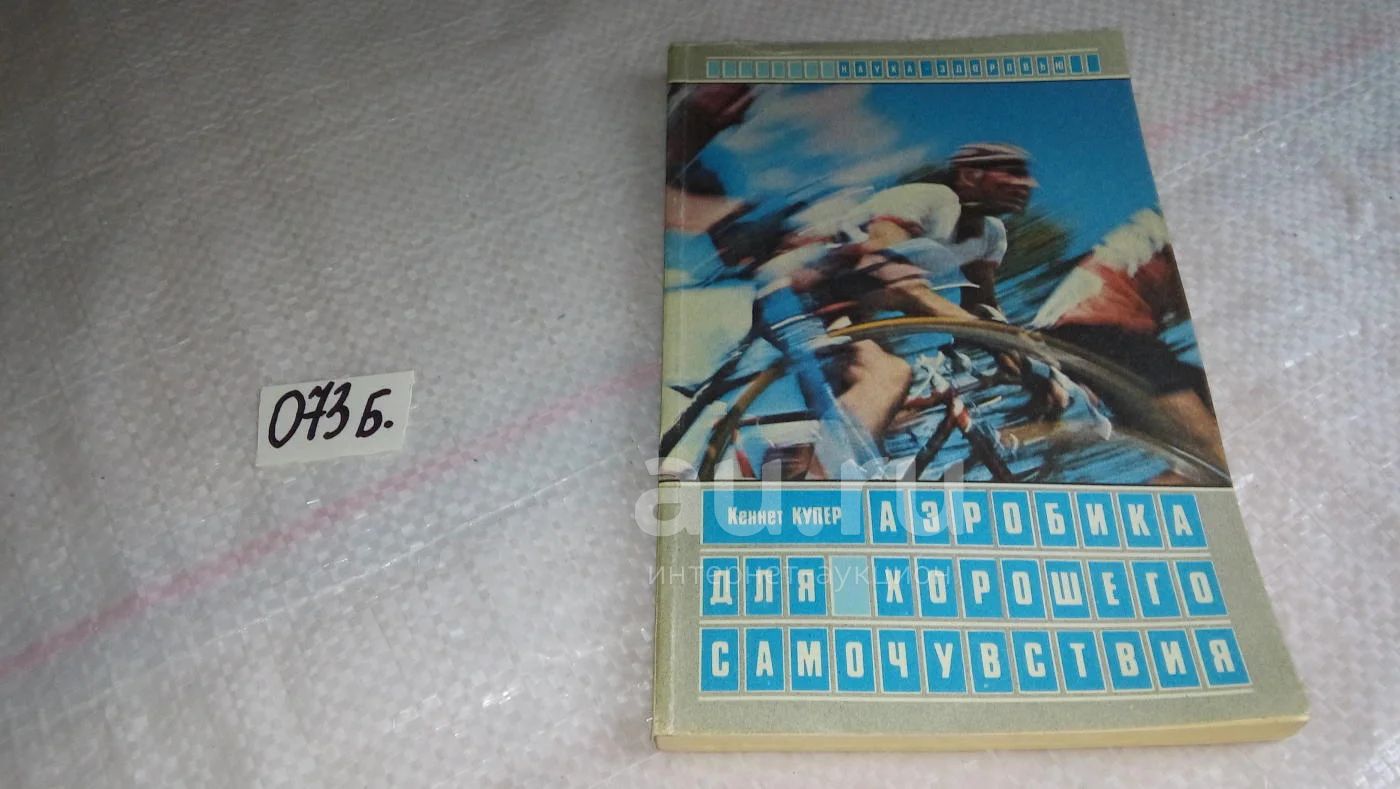 НАУКА-ЗДОРОВЬЮ
073 Б.
au.ru
интернет аукцион
Кеннет КУПЕР АЭРОБИКА
ДЛЯ ХОРОШЕГО
САМОЧУВСТВИЯ